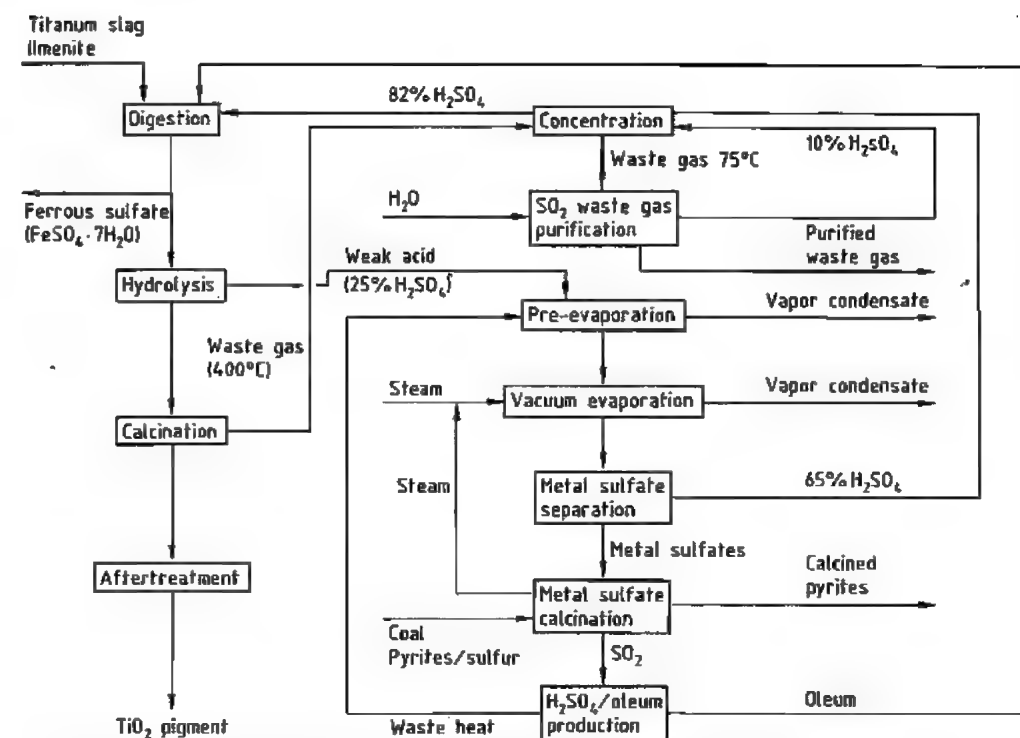 Titanum slag
Ilmenite
82% H₂SO₄
Digestion
Concentration
10% H₂SO₄
Waste gas 75°C
Ferrous sulfate
(FeSO₄·7H₂O)
H₂O
SO₂ waste gas
purification
Purified
waste gas
Weak acid
(25% H₂SO₄)
Hydrolysis
Vapor condensate
Pre-evaporation
Waste gas
(400°C)
Steam
Vacuum evaporation
Vapor condensate
Calcination
Steam
Metal sulfate
separation
65% H₂SO₄
Metal sulfates
Aftertreatment
Calcined
pyrites
Metal sulfate
calcination
Coal
Pyrites/sulfur
SO₂
H₂SO₄/oleum
production
Oleum
Waste heat
TiO₂ pigment